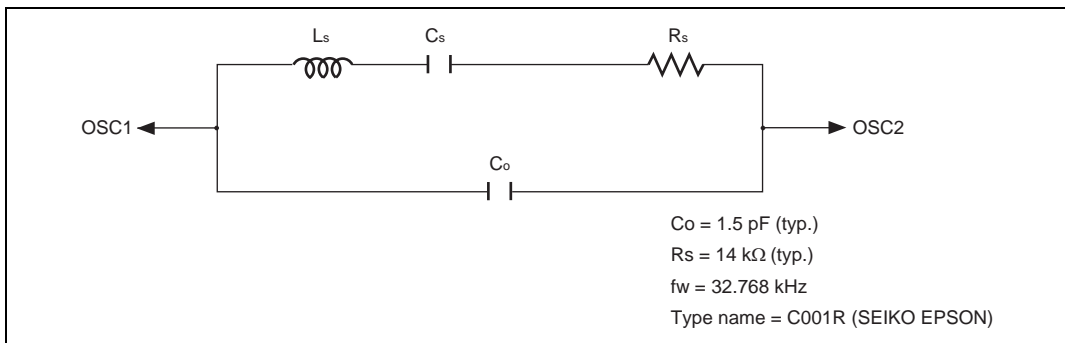 Ls Cs Rs
OSC1 OSC2
Co
Co = 1.5 pF (typ.)
Rs = 14 kΩ (typ.)
fw = 32.768 kHz
Type name = C001R (SEIKO EPSON)